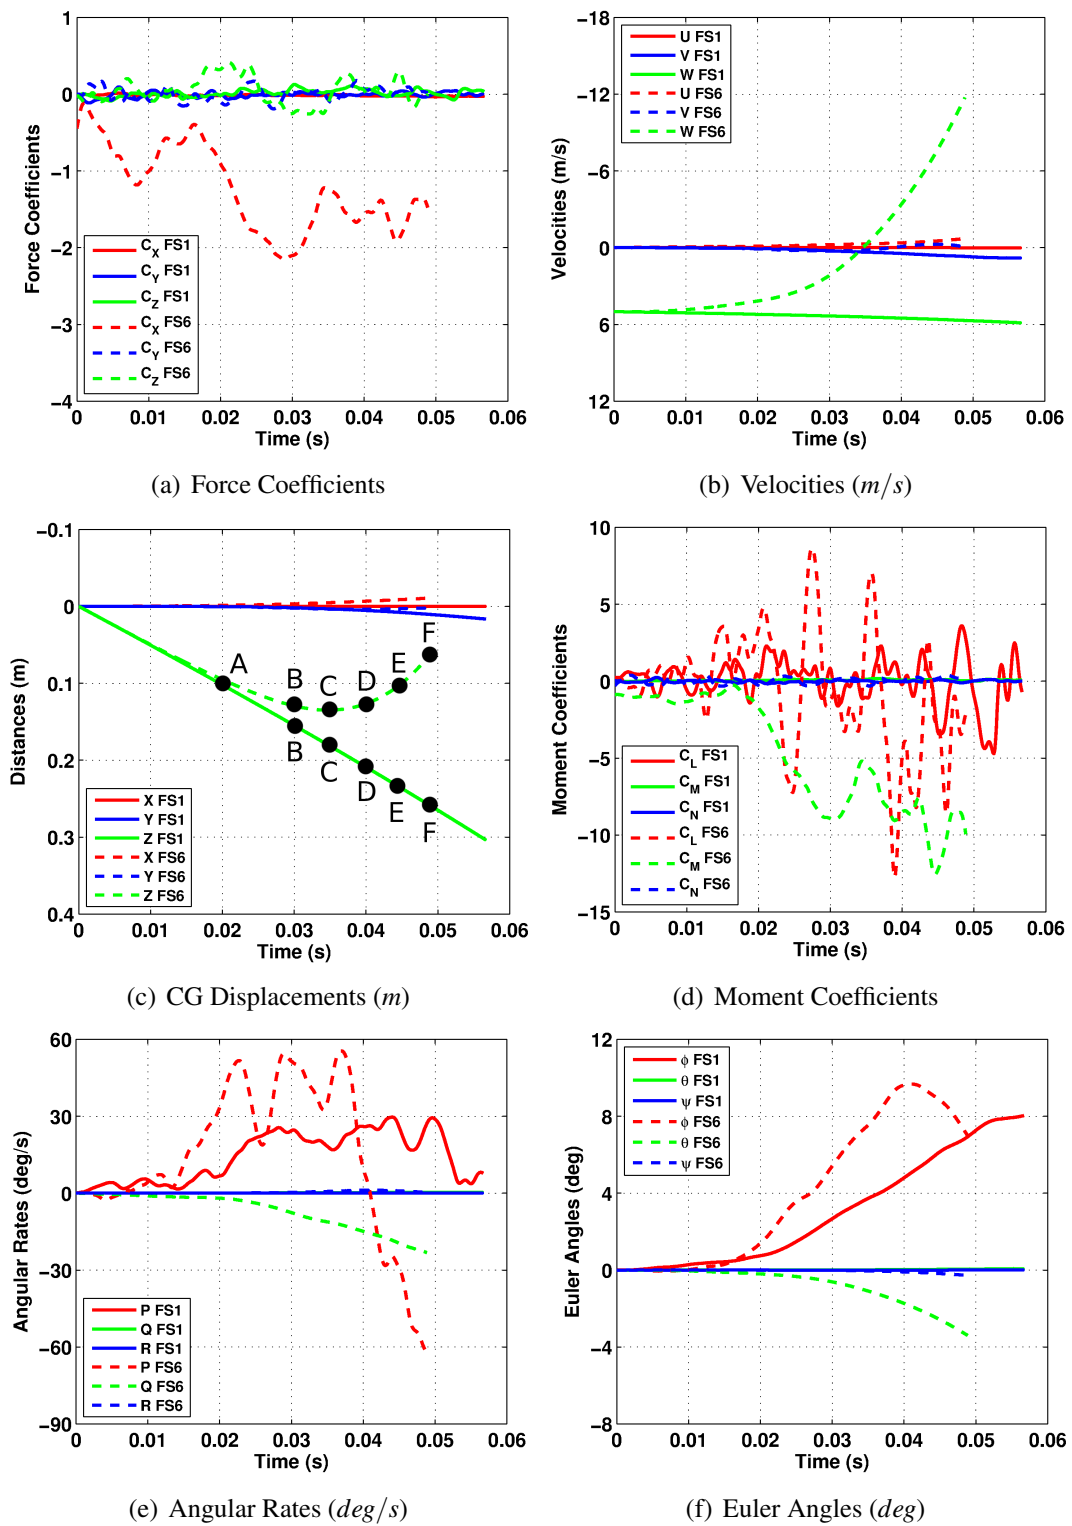 1
0
−1
−2
−3
−4
0 0.01 0.02 0.03 0.04 0.05 0.06
Force Coefficients
Time (s)
C_X FS1
C_Y FS1
C_Z FS1
C_X FS6
C_Y FS6
C_Z FS6
(a) Force Coefficients
−18
−12
−6
0
6
12
0 0.01 0.02 0.03 0.04 0.05 0.06
Velocities (m/s)
Time (s)
U FS1
V FS1
W FS1
U FS6
V FS6
W FS6
(b) Velocities (m/s)
−0.1
0
0.1
0.2
0.3
0.4
0 0.01 0.02 0.03 0.04 0.05 0.06
Distances (m)
Time (s)
A
B
C
D
E
F
B
C
D
E
F
X FS1
Y FS1
Z FS1
X FS6
Y FS6
Z FS6
(c) CG Displacements (m)
10
5
0
−5
−10
−15
0 0.01 0.02 0.03 0.04 0.05 0.06
Moment Coefficients
Time (s)
C_L FS1
C_M FS1
C_N FS1
C_L FS6
C_M FS6
C_N FS6
(d) Moment Coefficients
60
30
0
−30
−60
−90
0 0.01 0.02 0.03 0.04 0.05 0.06
Angular Rates (deg/s)
Time (s)
P FS1
Q FS1
R FS1
P FS6
Q FS6
R FS6
(e) Angular Rates (deg/s)
12
8
4
0
−4
−8
0 0.01 0.02 0.03 0.04 0.05 0.06
Euler Angles (deg)
Time (s)
ϕ FS1
θ FS1
ψ FS1
ϕ FS6
θ FS6
ψ FS6
(f) Euler Angles (deg)